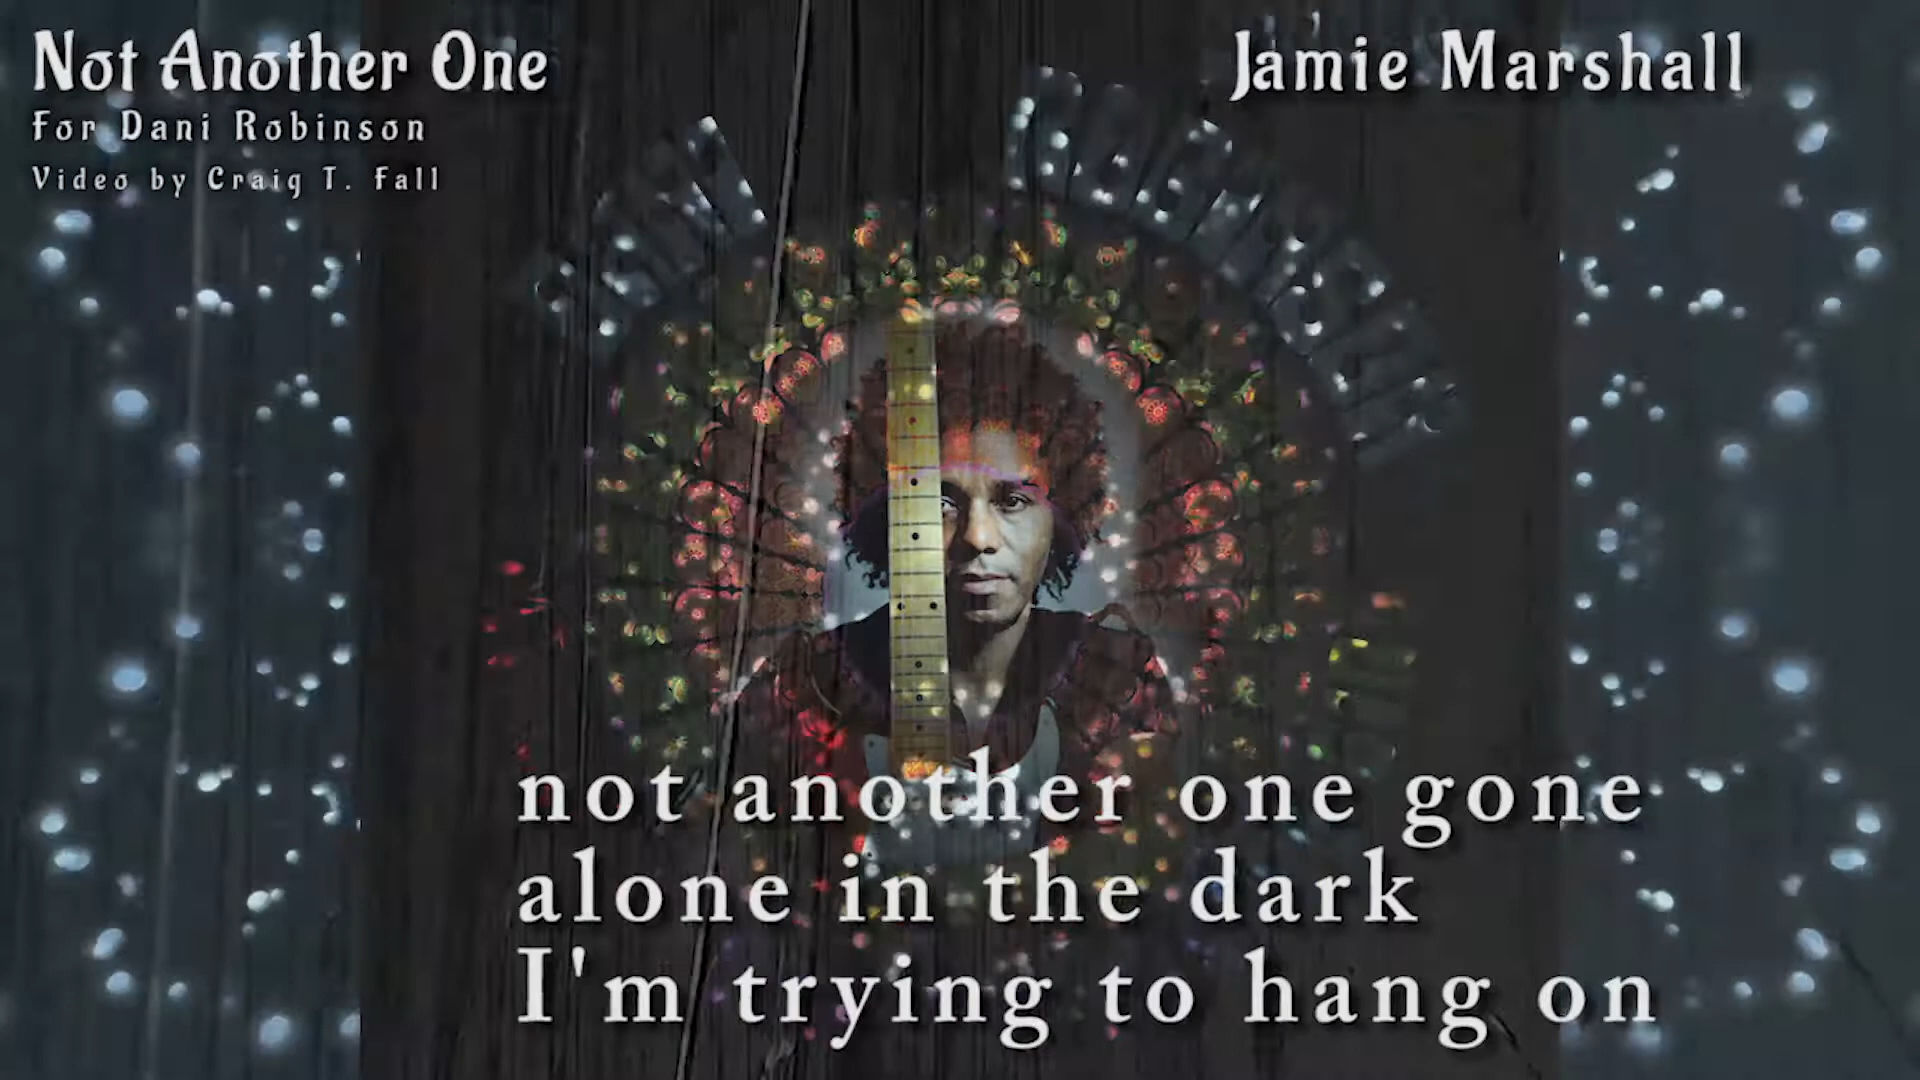 Not Another One
For Dani Robinson
Video by Craig T. Fall
Jamie Marshall
not another one gone
alone in the dark
I'm trying to hang on